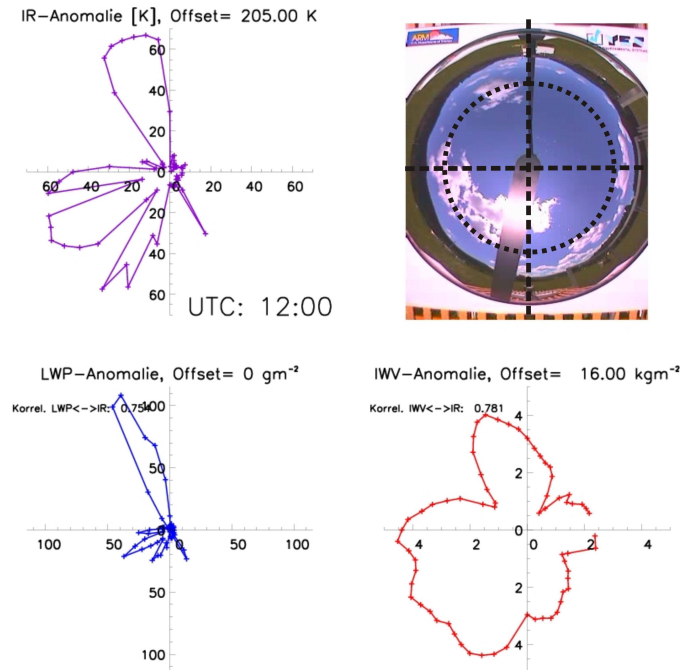 IR-Anomalie [K], Offset= 205.00 K
60
40
20
0
60 40 20 0 20 40 60
20
40
60
UTC: 12:00
ARM
LWP-Anomalie, Offset= 0 gm⁻²
Korrel. LWP<->IR: 0.754
100
50
0
100 50 0 50 100
50
100
IWV-Anomalie, Offset= 16.00 kgm⁻²
Korrel. IWV<->IR: 0.781
4
2
0
4 2 0 2 4
2
4